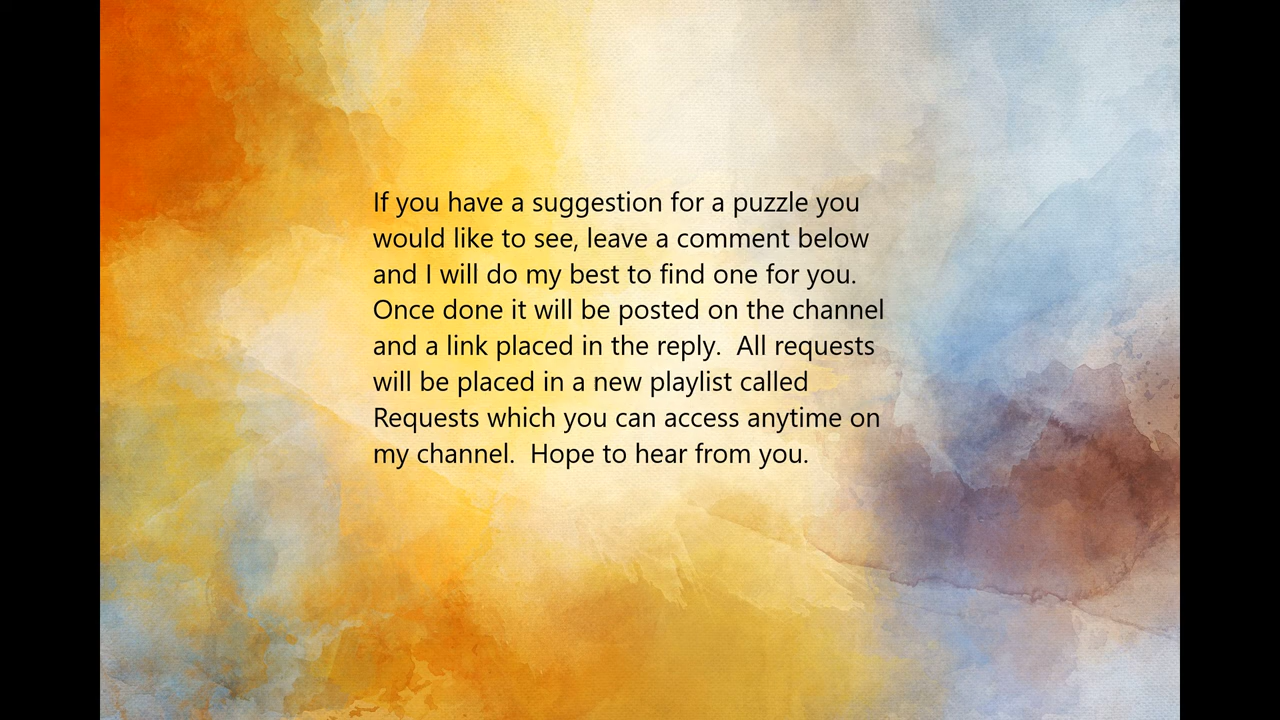 If you have a suggestion for a puzzle you
would like to see, leave a comment below
and I will do my best to find one for you.
Once done it will be posted on the channel
and a link placed in the reply.  All requests
will be placed in a new playlist called
Requests which you can access anytime on
my channel.  Hope to hear from you.